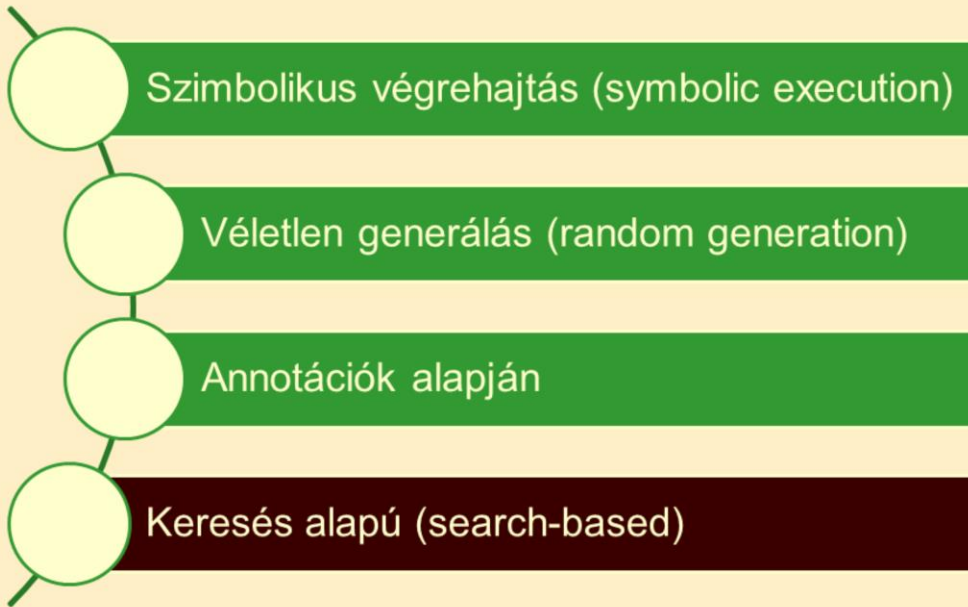 Szimbolikus végrehajtás (symbolic execution)
Véletlen generálás (random generation)
Annotációk alapján
Keresés alapú (search-based)